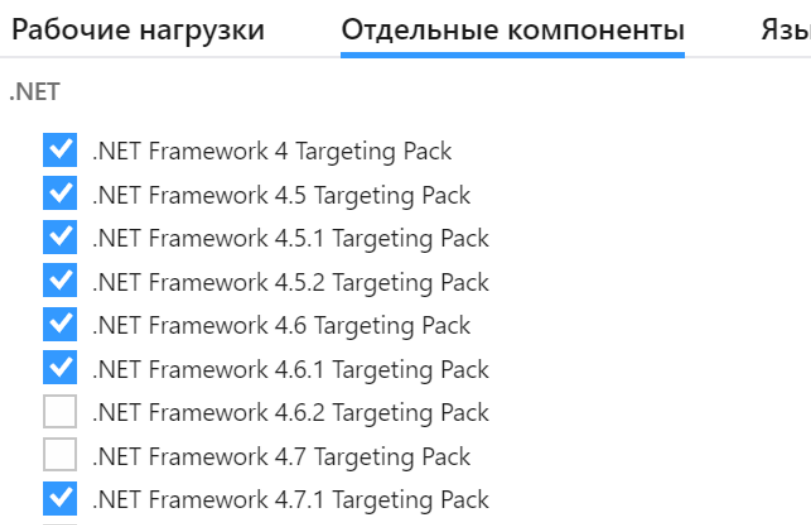 Рабочие нагрузки Отдельные компоненты Язы
.NET
.NET Framework 4 Targeting Pack
.NET Framework 4.5 Targeting Pack
.NET Framework 4.5.1 Targeting Pack
.NET Framework 4.5.2 Targeting Pack
.NET Framework 4.6 Targeting Pack
.NET Framework 4.6.1 Targeting Pack
.NET Framework 4.6.2 Targeting Pack
.NET Framework 4.7 Targeting Pack
.NET Framework 4.7.1 Targeting Pack